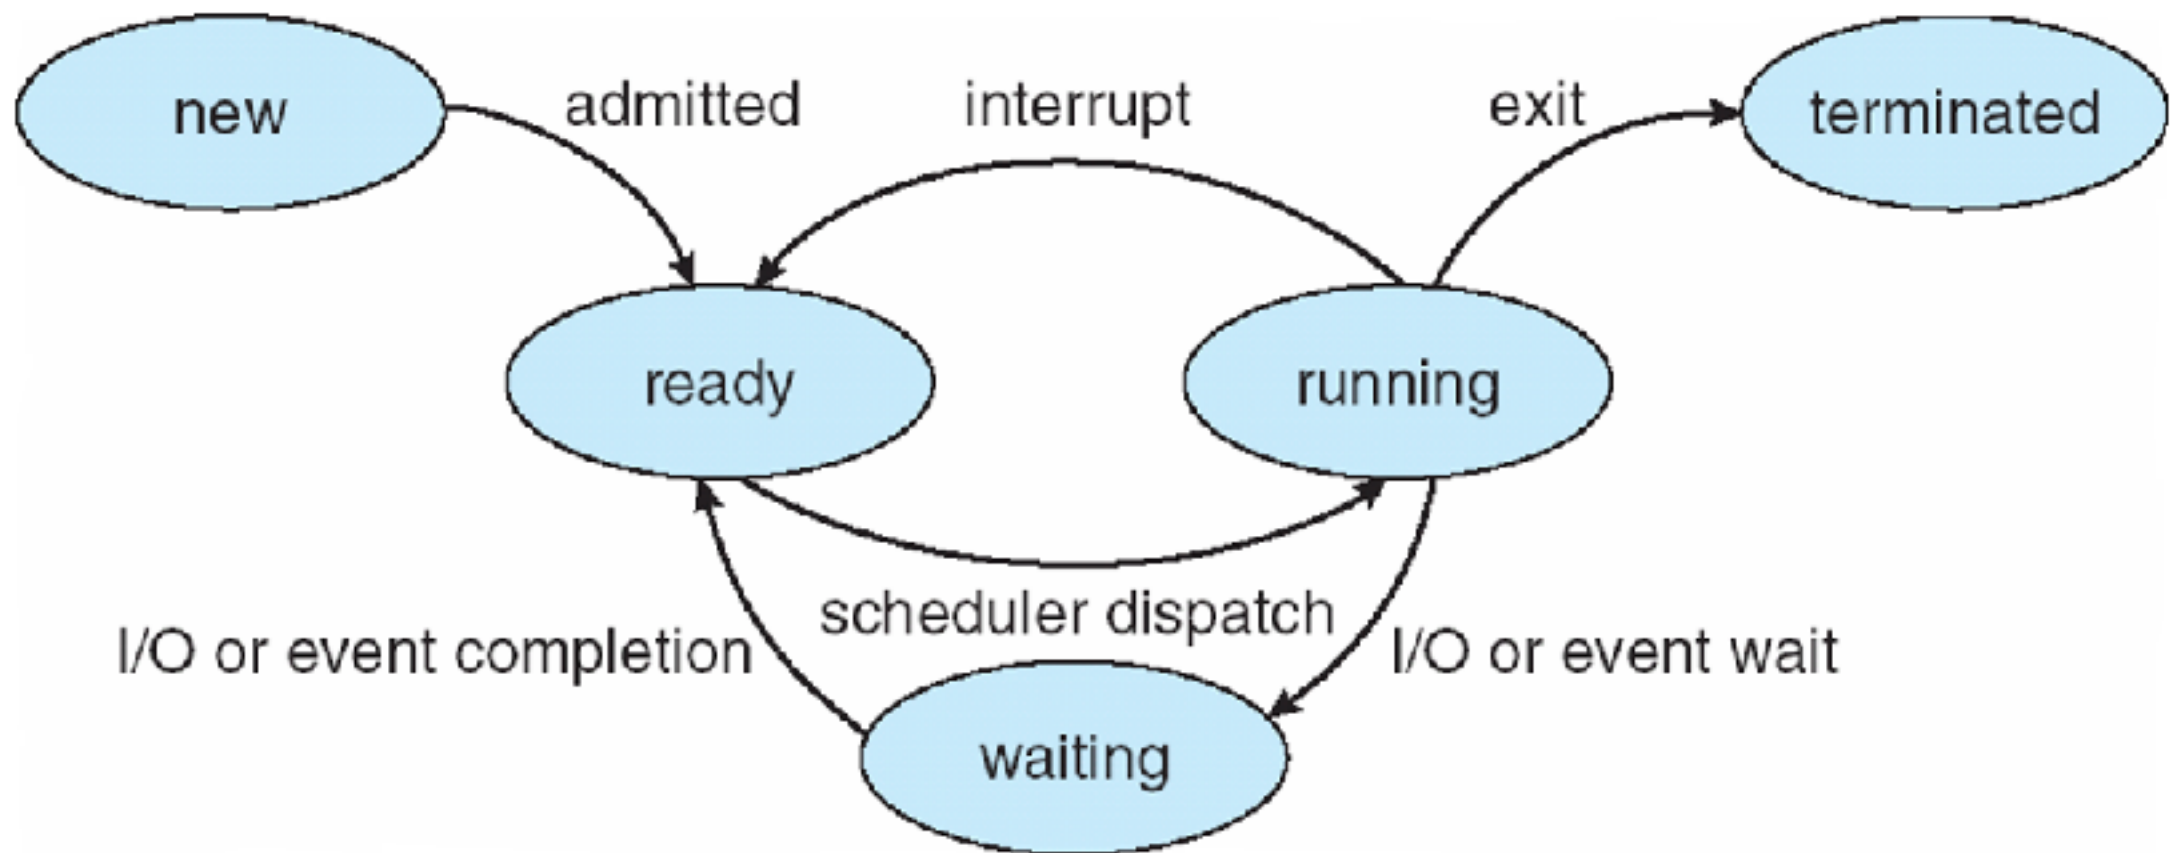 new
admitted
interrupt
exit
terminated
ready
running
scheduler dispatch
I/O or event completion
I/O or event wait
waiting